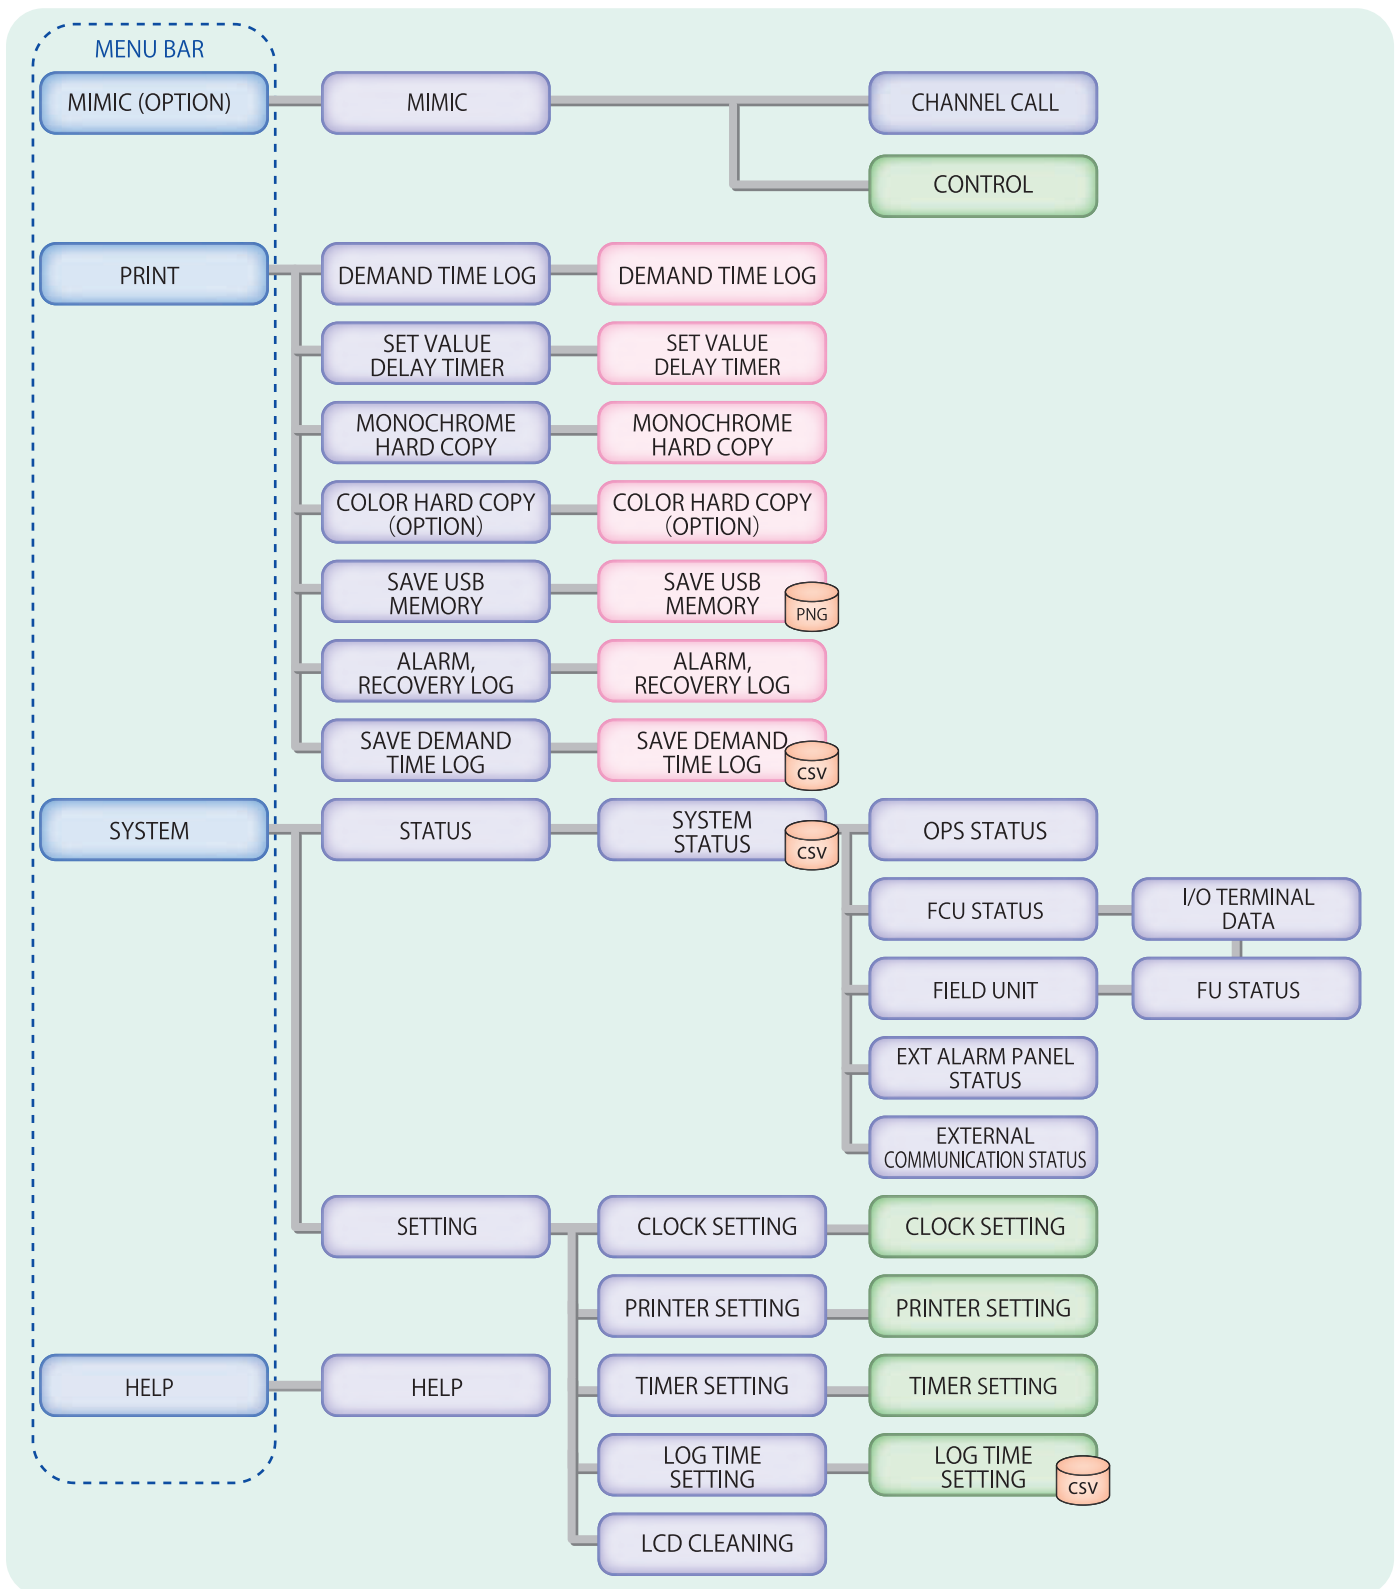 MENU BAR
MIMIC (OPTION)
MIMIC
CHANNEL CALL
CONTROL
PRINT
DEMAND TIME LOG
DEMAND TIME LOG
SET VALUE
DELAY TIMER
SET VALUE
DELAY TIMER
MONOCHROME
HARD COPY
MONOCHROME
HARD COPY
COLOR HARD COPY
(OPTION)
COLOR HARD COPY
(OPTION)
SAVE USB
MEMORY
SAVE USB
MEMORY
PNG
ALARM,
RECOVERY LOG
ALARM,
RECOVERY LOG
SAVE DEMAND
TIME LOG
SAVE DEMAND
TIME LOG
CSV
SYSTEM
STATUS
SYSTEM
STATUS
CSV
OPS STATUS
FCU STATUS
I/O TERMINAL
DATA
FIELD UNIT
FU STATUS
EXT ALARM PANEL
STATUS
EXTERNAL
COMMUNICATION STATUS
SETTING
CLOCK SETTING
CLOCK SETTING
PRINTER SETTING
PRINTER SETTING
HELP
HELP
TIMER SETTING
TIMER SETTING
LOG TIME
SETTING
LOG TIME
SETTING
CSV
LCD CLEANING